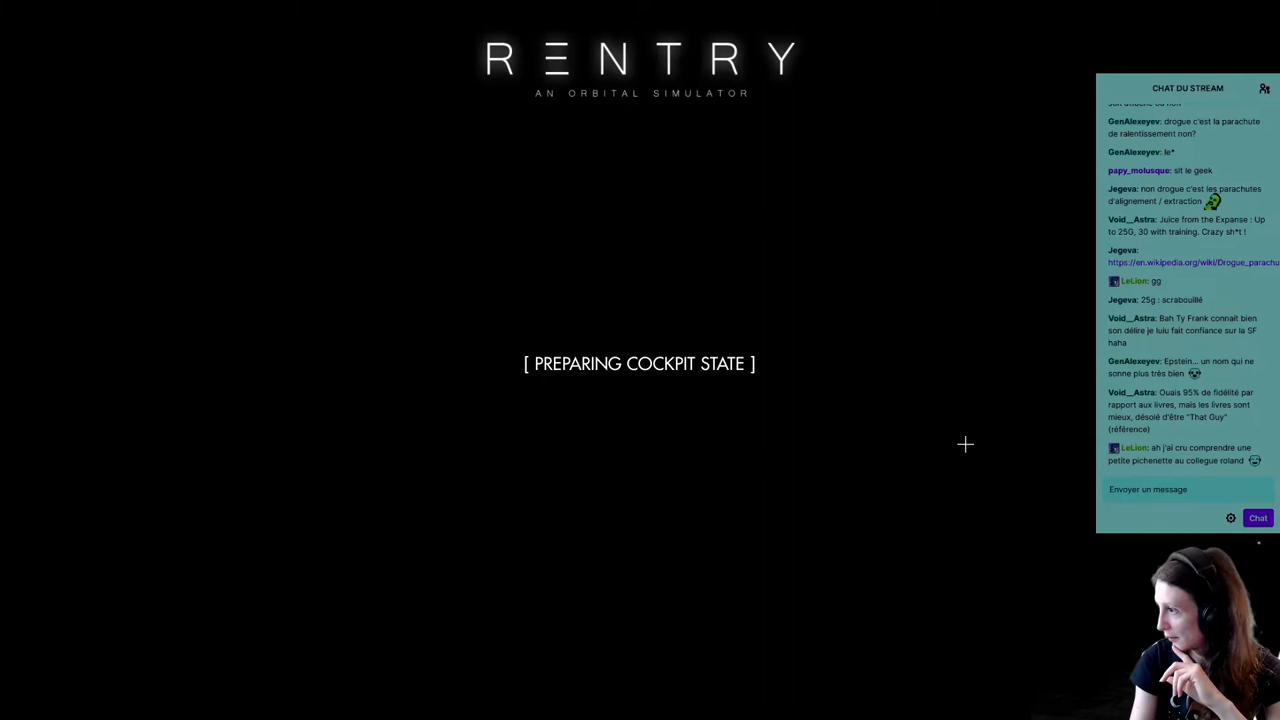 RENTRY
AN ORBITAL SIMULATOR
[ PREPARING COCKPIT STATE ]
CHAT DU STREAM
GenAlexeyev: drogue c'est la parachute
de ralentissement non?
GenAlexeyev: le*
papy_molusque: slt le geek
Jegeva: non drogue c'est les parachutes
d'alignement / extraction
Void__Astra: Juice from the Expanse : Up
to 25G, 30 with training. Crazy sh*t !
Jegeva:
https://en.wikipedia.org/wiki/Drogue_parachu
LeLion: gg
Jegeva: 25g : scrabouillé
Void__Astra: Bah Ty Frank connait bien
son délire je luiu fait confiance sur la SF
haha
GenAlexeyev: Epstein... un nom qui ne
sonne plus très bien
Void__Astra: Ouais 95% de fidélité par
rapport aux livres, mais les livres sont
mieux, désolé d'être "That Guy"
(référence)
LeLion: ah j'ai cru comprendre une
petite pichenette au collegue roland
Envoyer un message
Chat